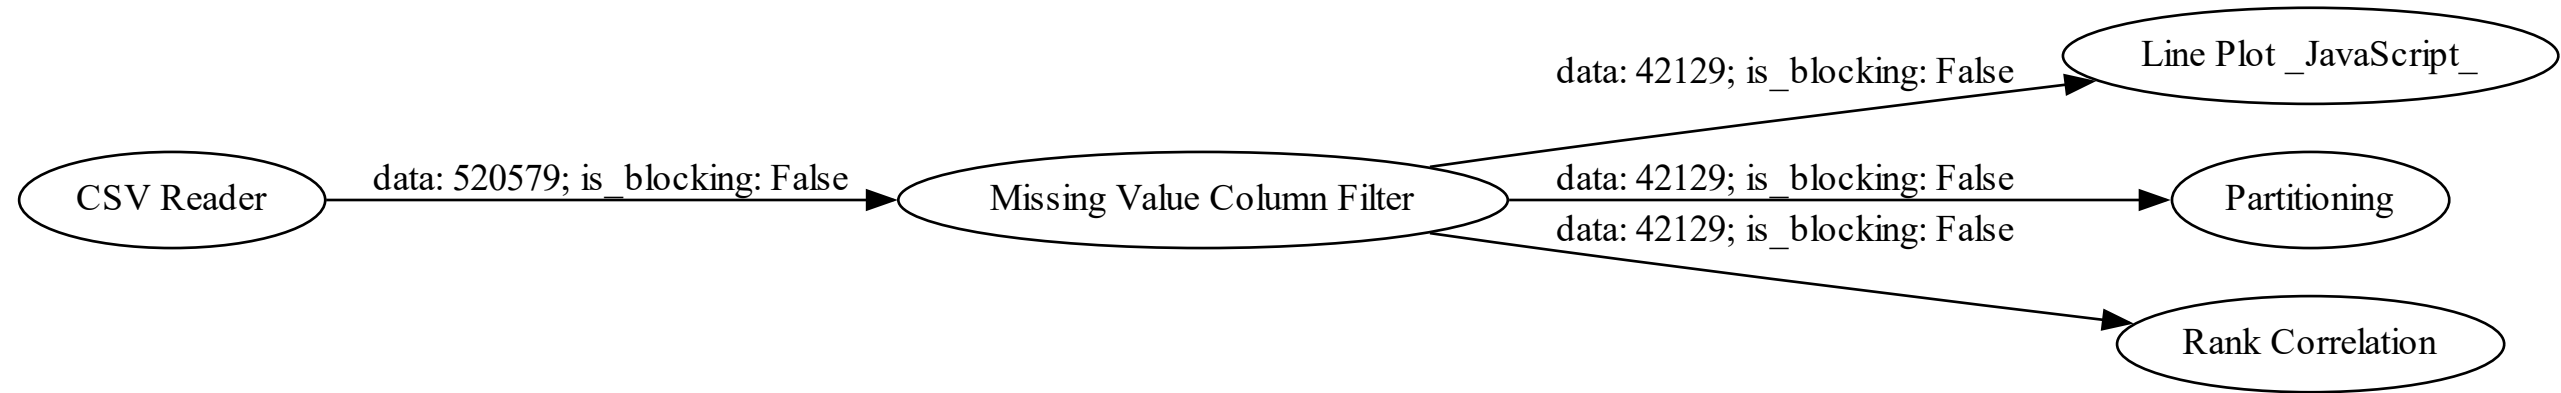 CSV Reader
data: 520579; is_blocking: False
Missing Value Column Filter
data: 42129; is_blocking: False
Line Plot _JavaScript_
data: 42129; is_blocking: False
Partitioning
data: 42129; is_blocking: False
Rank Correlation